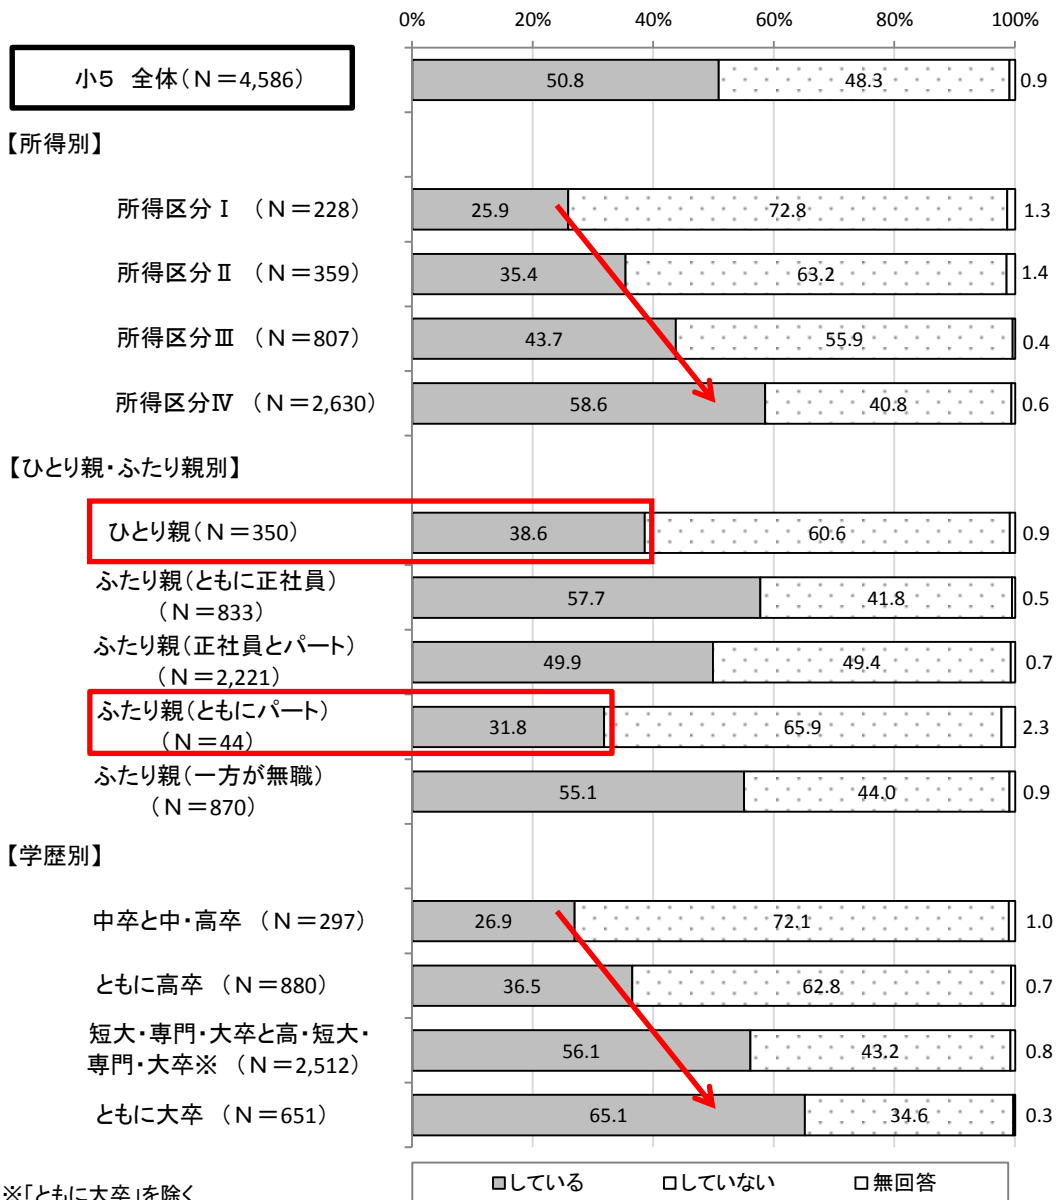 0% 20% 40% 60% 80% 100%
小5 全体(N=4,586) 50.8 48.3 0.9
【所得別】
所得区分Ⅰ (N=228) 25.9 72.8 1.3
所得区分Ⅱ (N=359) 35.4 63.2 1.4
所得区分Ⅲ (N=807) 43.7 55.9 0.4
所得区分Ⅳ (N=2,630) 58.6 40.8 0.6
【ひとり親・ふたり親別】
ひとり親(N=350) 38.6 60.6 0.9
ふたり親(ともに正社員)
(N=833) 57.7 41.8 0.5
ふたり親(正社員とパート)
(N=2,221) 49.9 49.4 0.7
ふたり親(ともにパート)
(N=44) 31.8 65.9 2.3
ふたり親(一方が無職)
(N=870) 55.1 44.0 0.9
【学歴別】
中卒と中・高卒 (N=297) 26.9 72.1 1.0
ともに高卒 (N=880) 36.5 62.8 0.7
短大・専門・大卒と高・短大・
専門・大卒※ (N=2,512) 56.1 43.2 0.8
ともに大卒 (N=651) 65.1 34.6 0.3
している していない 無回答
※「ともに大卒」を除く